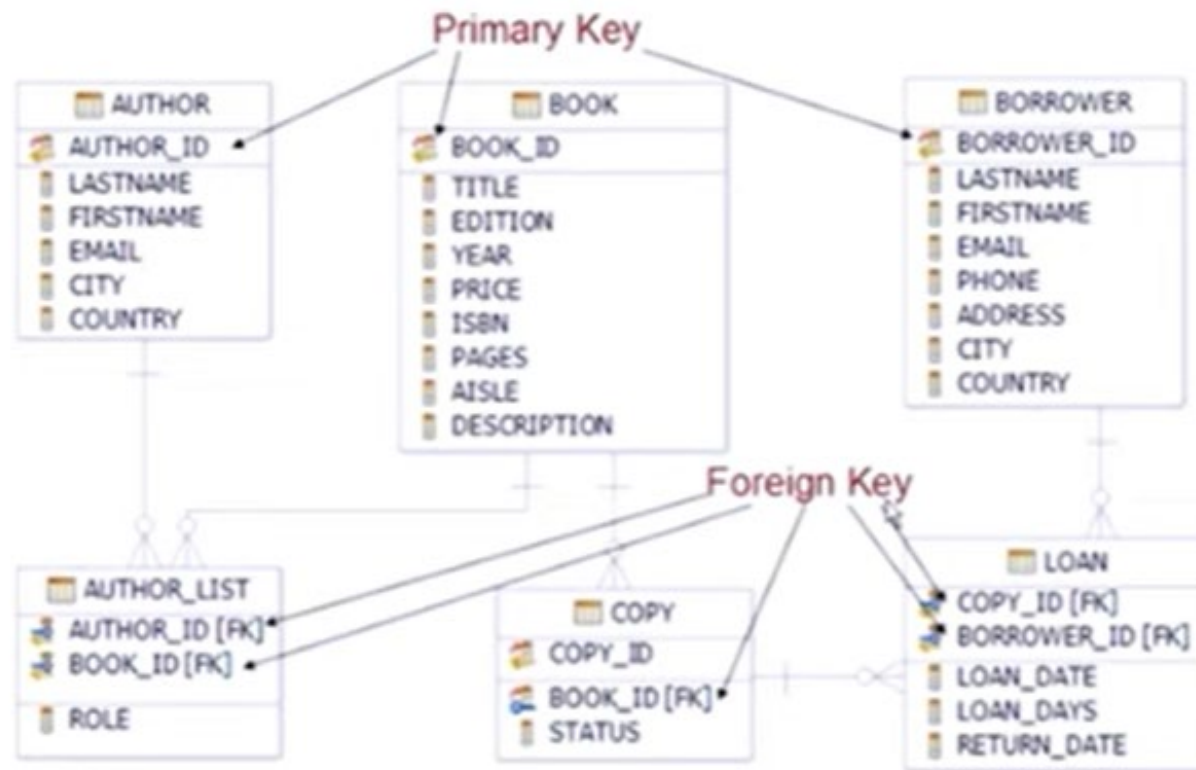 Primary Key
AUTHOR
AUTHOR_ID
LASTNAME
FIRSTNAME
EMAIL
CITY
COUNTRY
BOOK
BOOK_ID
TITLE
EDITION
YEAR
PRICE
ISBN
PAGES
AISLE
DESCRIPTION
BORROWER
BORROWER_ID
LASTNAME
FIRSTNAME
EMAIL
PHONE
ADDRESS
CITY
COUNTRY
Foreign Key
AUTHOR_LIST
AUTHOR_ID [FK]
BOOK_ID [FK]
ROLE
COPY
COPY_ID
BOOK_ID [FK]
STATUS
LOAN
COPY_ID [FK]
BORROWER_ID [FK]
LOAN_DATE
LOAN_DAYS
RETURN_DATE